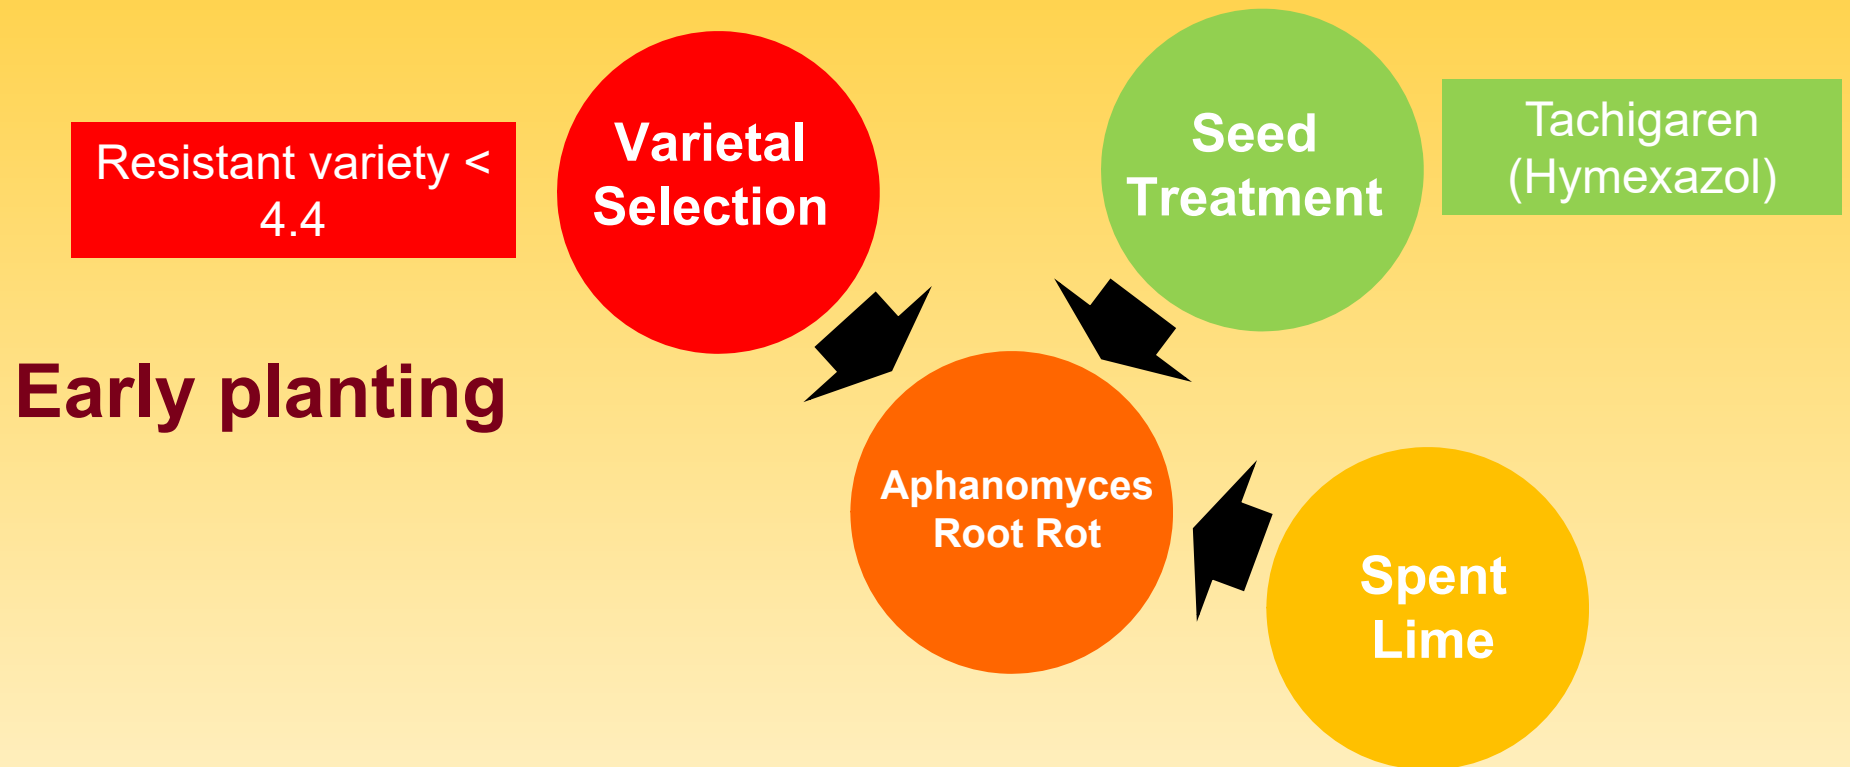 Resistant variety <
4.4
Varietal
Selection
Seed
Treatment
Tachigaren
(Hymexazol)
Early planting
Aphanomyces
Root Rot
Spent
Lime